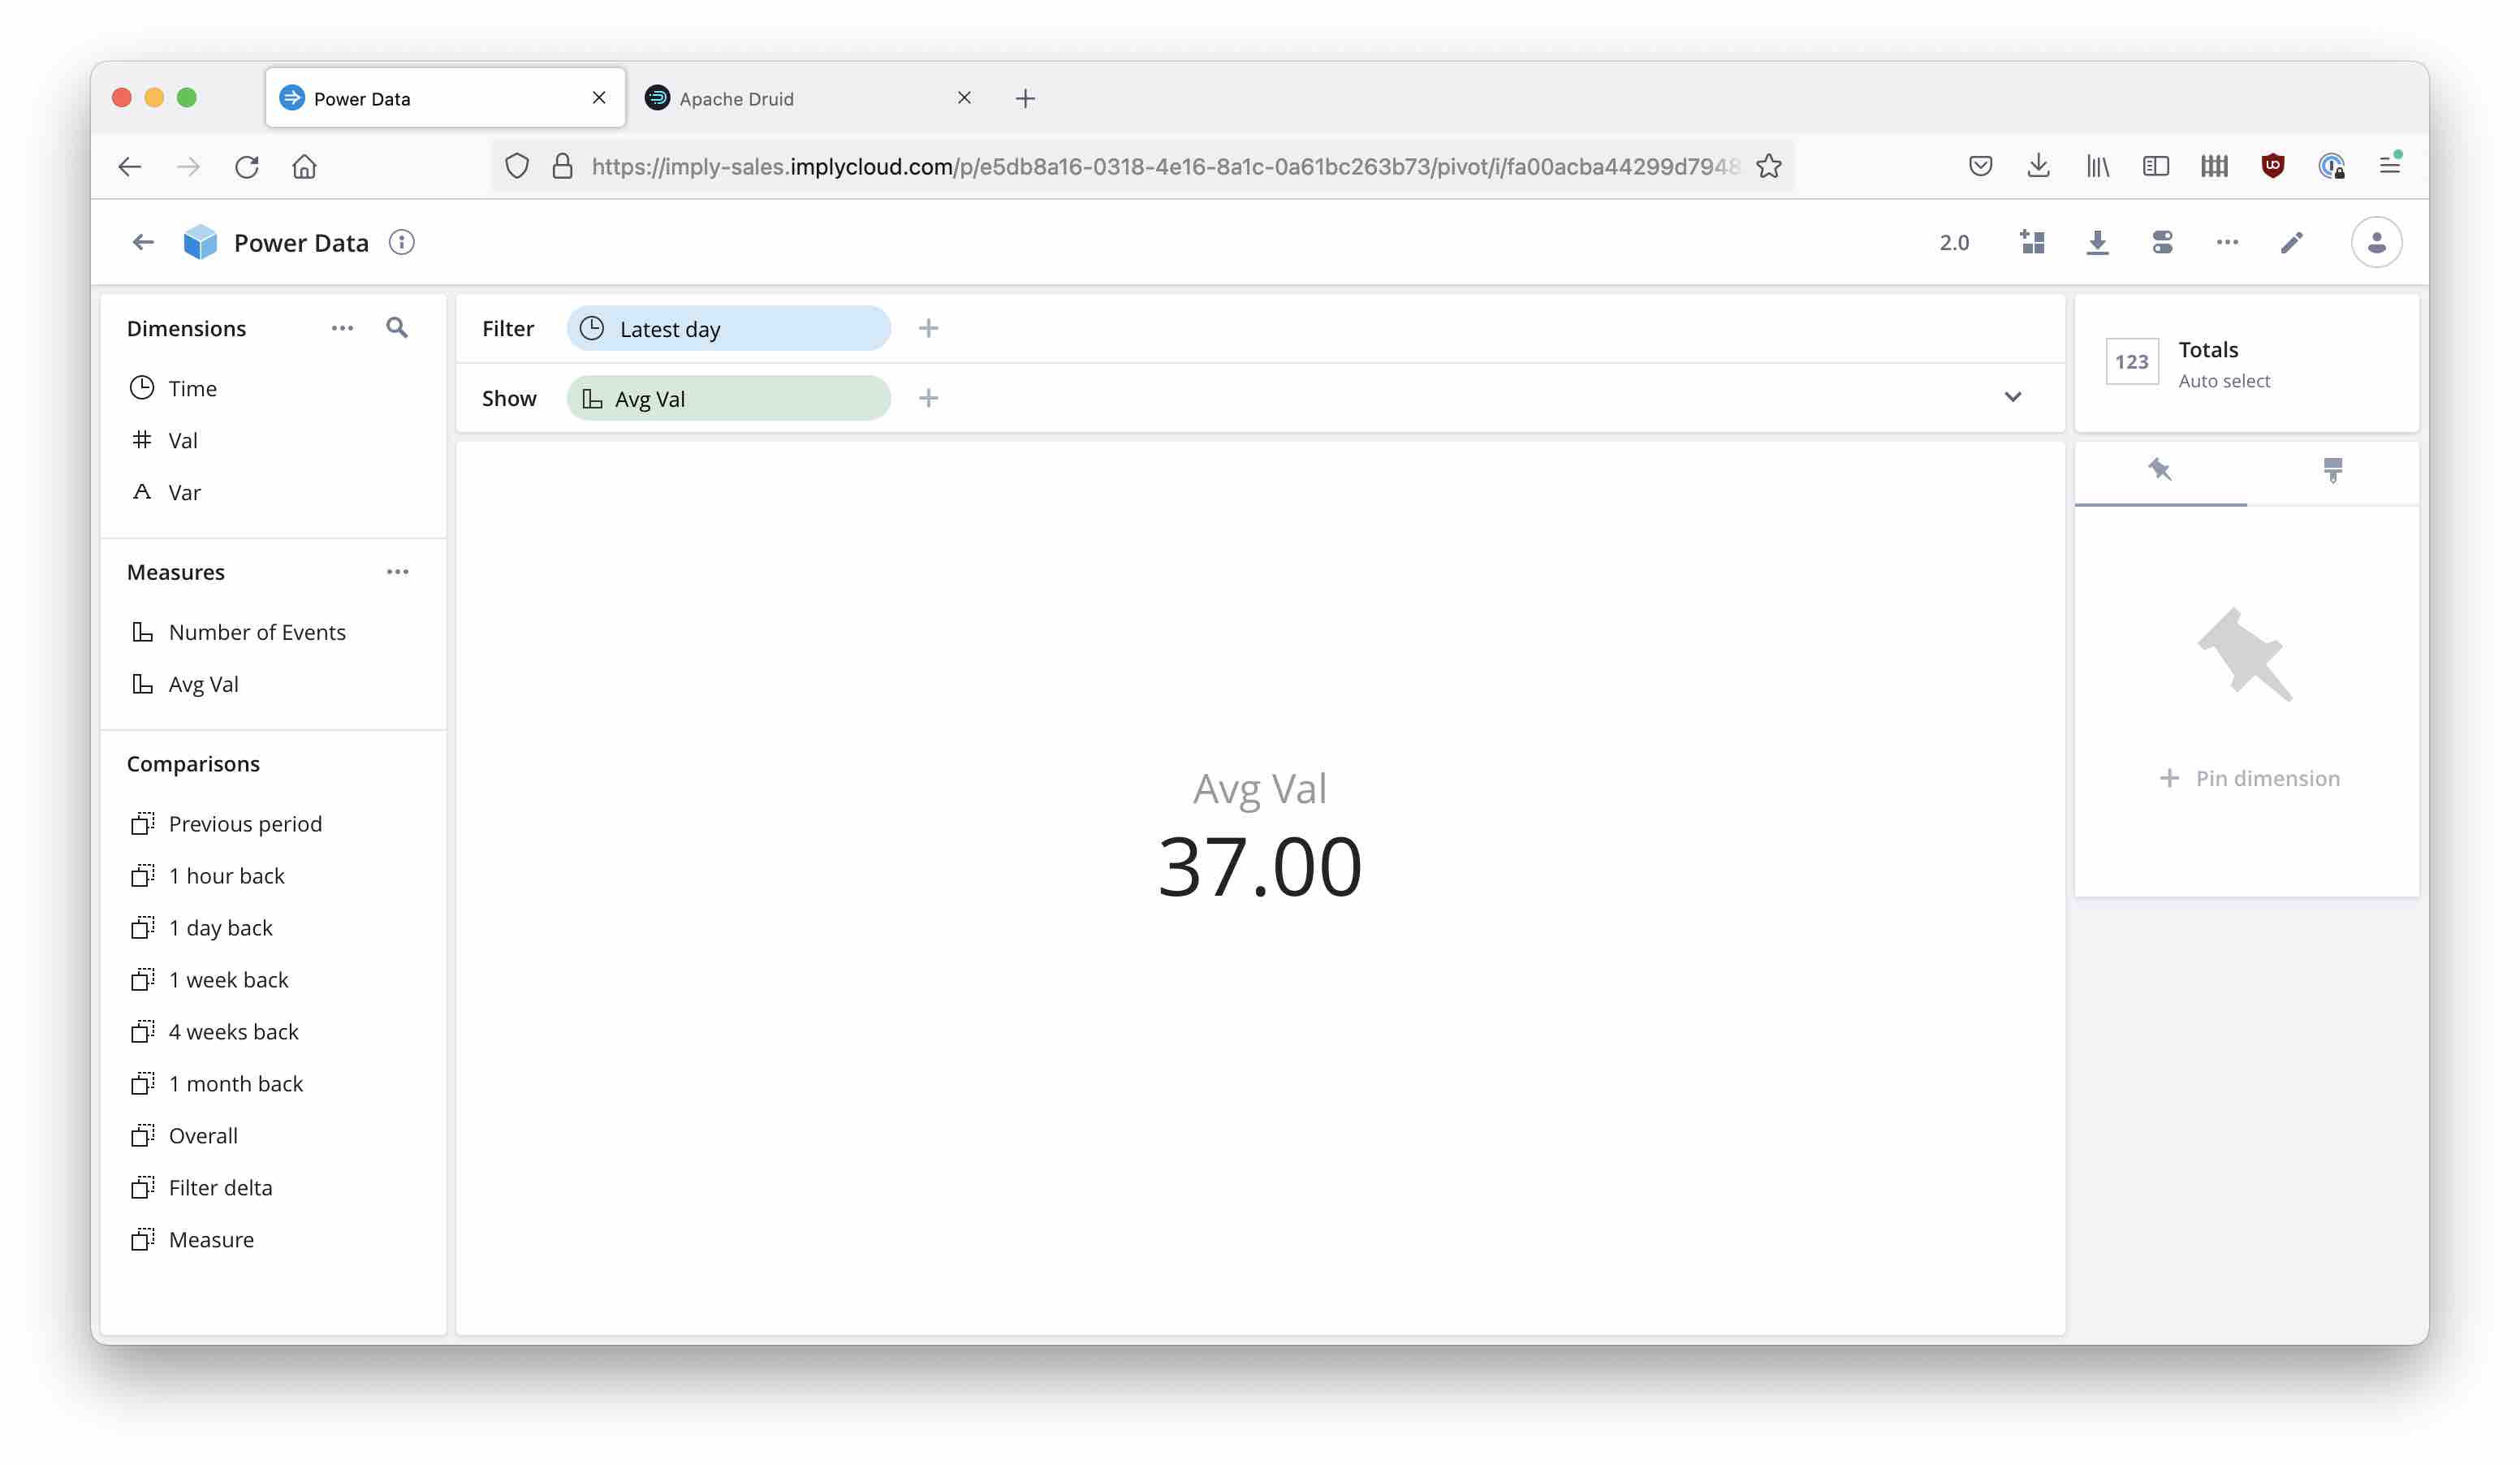 Power Data
Apache Druid
https://imply-sales.implycloud.com/p/e5db8a16-0318-4e16-8a1c-0a61bc263b73/pivot/i/fa00acba44299d7948
Power Data
2.0
Dimensions
Time
Val
Var
Measures
Number of Events
Avg Val
Comparisons
Previous period
1 hour back
1 day back
1 week back
4 weeks back
1 month back
Overall
Filter delta
Measure
Filter Latest day
Show Avg Val
Avg Val
37.00
123
Totals
Auto select
Pin dimension